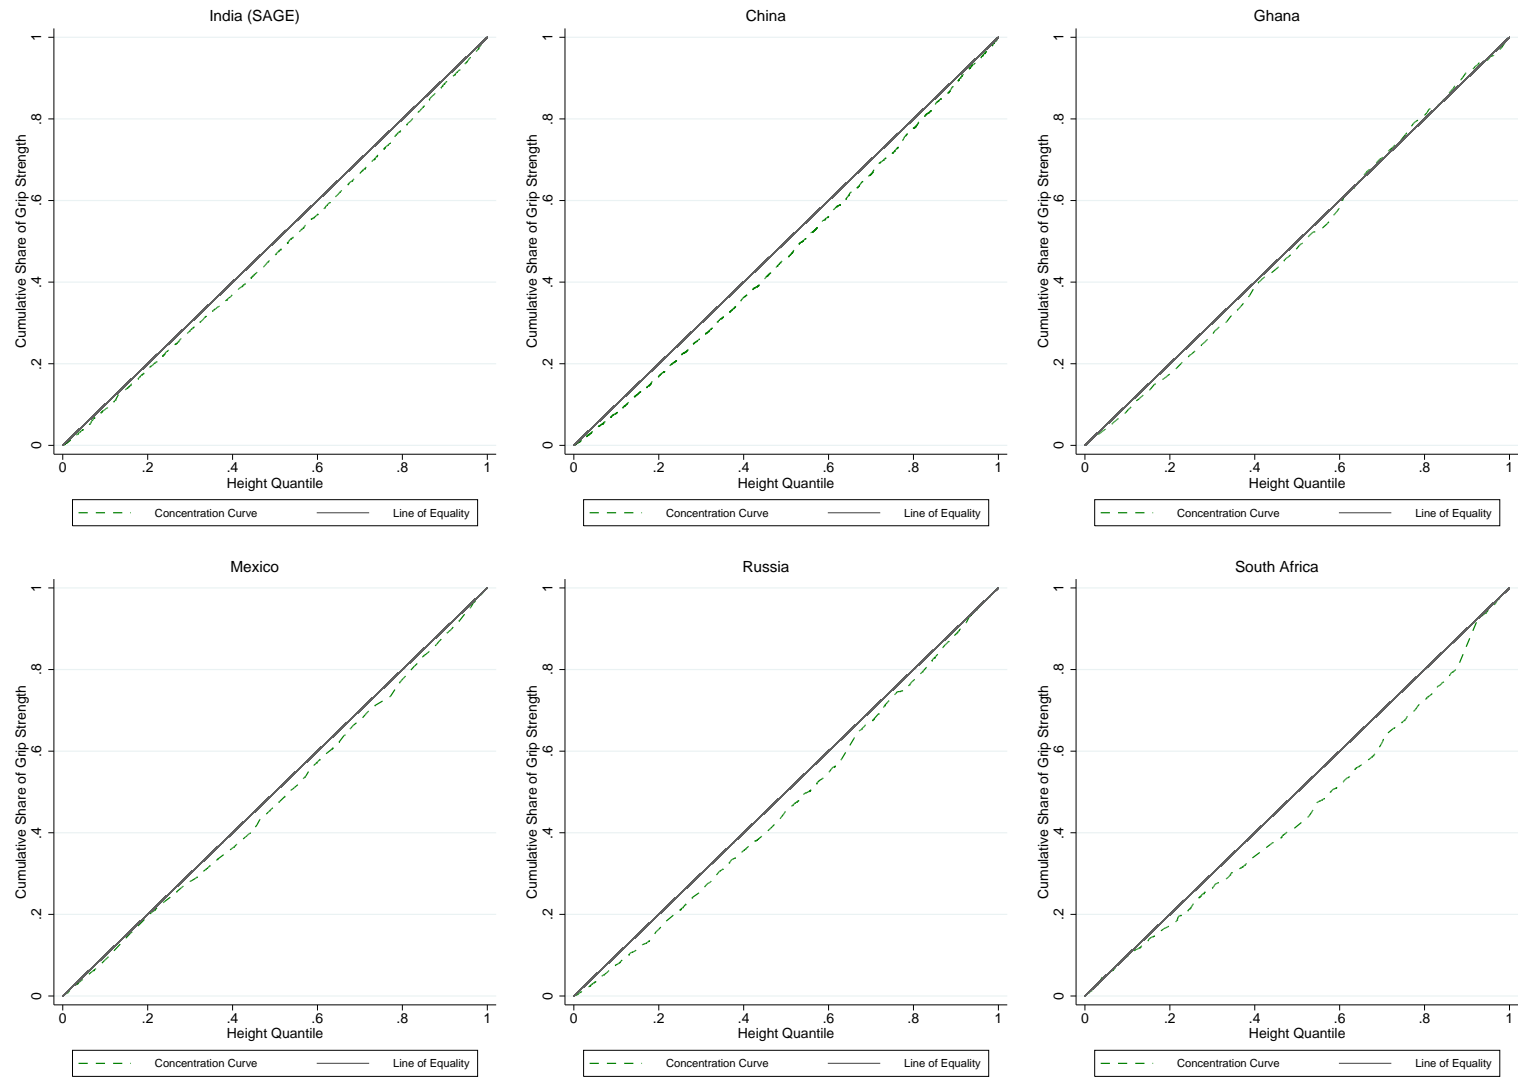 India (SAGE)
Cumulative Share of Grip Strength
1
.8
.6
.4
.2
0
0 .2 .4 .6 .8 1
Height Quantile
Concentration Curve Line of Equality
China
Cumulative Share of Grip Strength
1
.8
.6
.4
.2
0
0 .2 .4 .6 .8 1
Height Quantile
Concentration Curve Line of Equality
Ghana
Cumulative Share of Grip Strength
1
.8
.6
.4
.2
0
0 .2 .4 .6 .8 1
Height Quantile
Concentration Curve Line of Equality
Mexico
Cumulative Share of Grip Strength
1
.8
.6
.4
.2
0
0 .2 .4 .6 .8 1
Height Quantile
Concentration Curve Line of Equality
Russia
Cumulative Share of Grip Strength
1
.8
.6
.4
.2
0
0 .2 .4 .6 .8 1
Height Quantile
Concentration Curve Line of Equality
South Africa
Cumulative Share of Grip Strength
1
.8
.6
.4
.2
0
0 .2 .4 .6 .8 1
Height Quantile
Concentration Curve Line of Equality